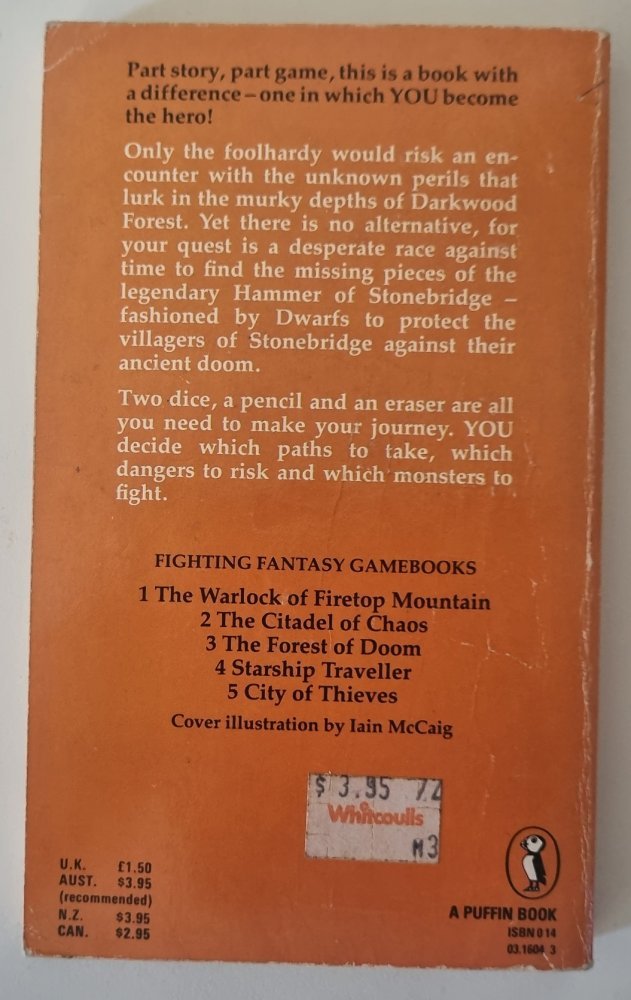 Part story, part game, this is a book with
a difference – one in which YOU become
the hero!
Only the foolhardy would risk an en-
counter with the unknown perils that
lurk in the murky depths of Darkwood
Forest. Yet there is no alternative, for
your quest is a desperate race against
time to find the missing pieces of the
legendary Hammer of Stonebridge –
fashioned by Dwarfs to protect the
villagers of Stonebridge against their
ancient doom.
Two dice, a pencil and an eraser are all
you need to make your journey. YOU
decide which paths to take, which
dangers to risk and which monsters to
fight.
FIGHTING FANTASY GAMEBOOKS
1 The Warlock of Firetop Mountain
2 The Citadel of Chaos
3 The Forest of Doom
4 Starship Traveller
5 City of Thieves
Cover illustration by Iain McCaig
$ 3.95
Whitcoulls
M3
U.K. £1.50
AUST. $3.95
(recommended)
N.Z. $3.95
CAN. $2.95
A PUFFIN BOOK
ISBN 0 14
03.1604 3